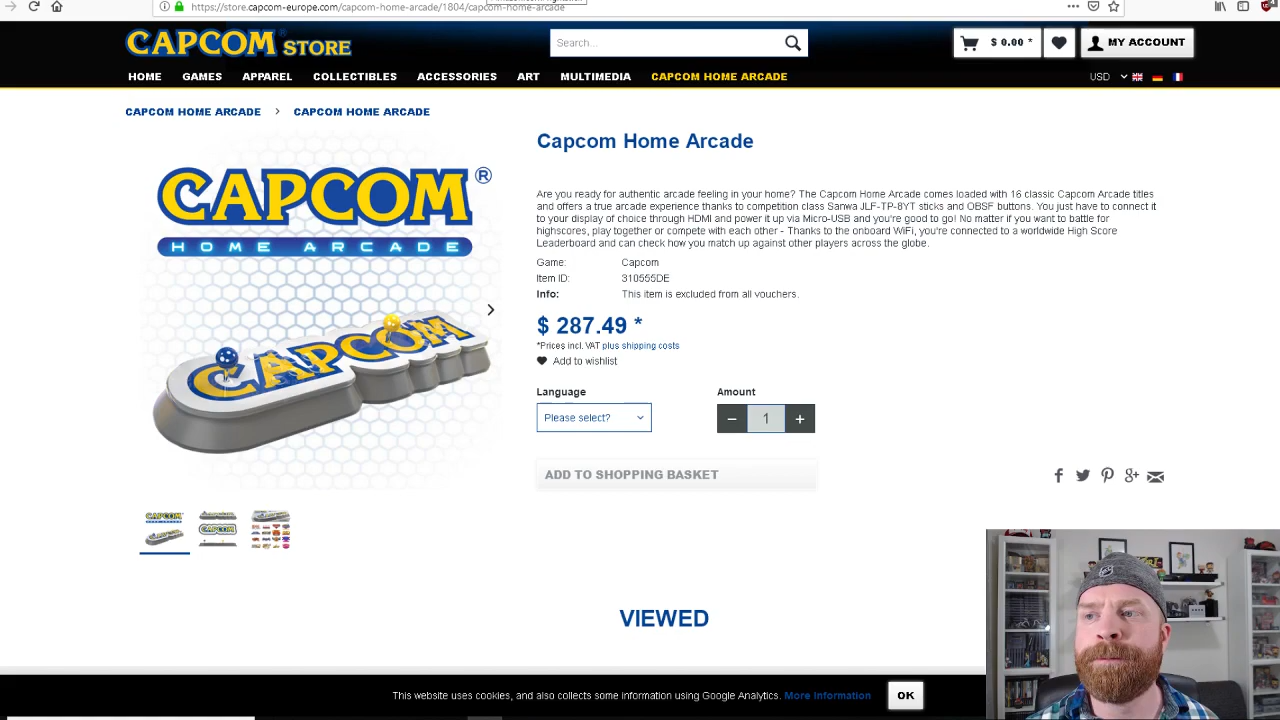 https://store.capcom-europe.com/capcom-home-arcade/1804/capcom-home-arcade
CAPCOM STORE
Search...
$ 0.00 *
MY ACCOUNT
HOME GAMES APPAREL COLLECTIBLES ACCESSORIES ART MULTIMEDIA CAPCOM HOME ARCADE
USD
CAPCOM HOME ARCADE > CAPCOM HOME ARCADE
CAPCOM®
HOME ARCADE
CAPCOM
Capcom Home Arcade
Are you ready for authentic arcade feeling in your home? The Capcom Home Arcade comes loaded with 16 classic Capcom Arcade titles
and offers a true arcade experience thanks to competition class Sanwa JLF-TP-8YT sticks and OBSF buttons. You just have to connect it
to your display of choice through HDMI and power it up via Micro-USB and you're good to go! No matter if you want to battle for
highscores, play together or compete with each other - Thanks to the onboard WiFi, you're connected to a worldwide High Score
Leaderboard and can check how you match up against other players across the globe.
Game: Capcom
Item ID: 310555DE
Info: This item is excluded from all vouchers.
$ 287.49 *
*Prices incl. VAT plus shipping costs
Add to wishlist
Language
Please select?
Amount
− 1 +
ADD TO SHOPPING BASKET
CAPCOM
CAPCOM
VIEWED
This website uses cookies, and also collects some information using Google Analytics. More Information
OK